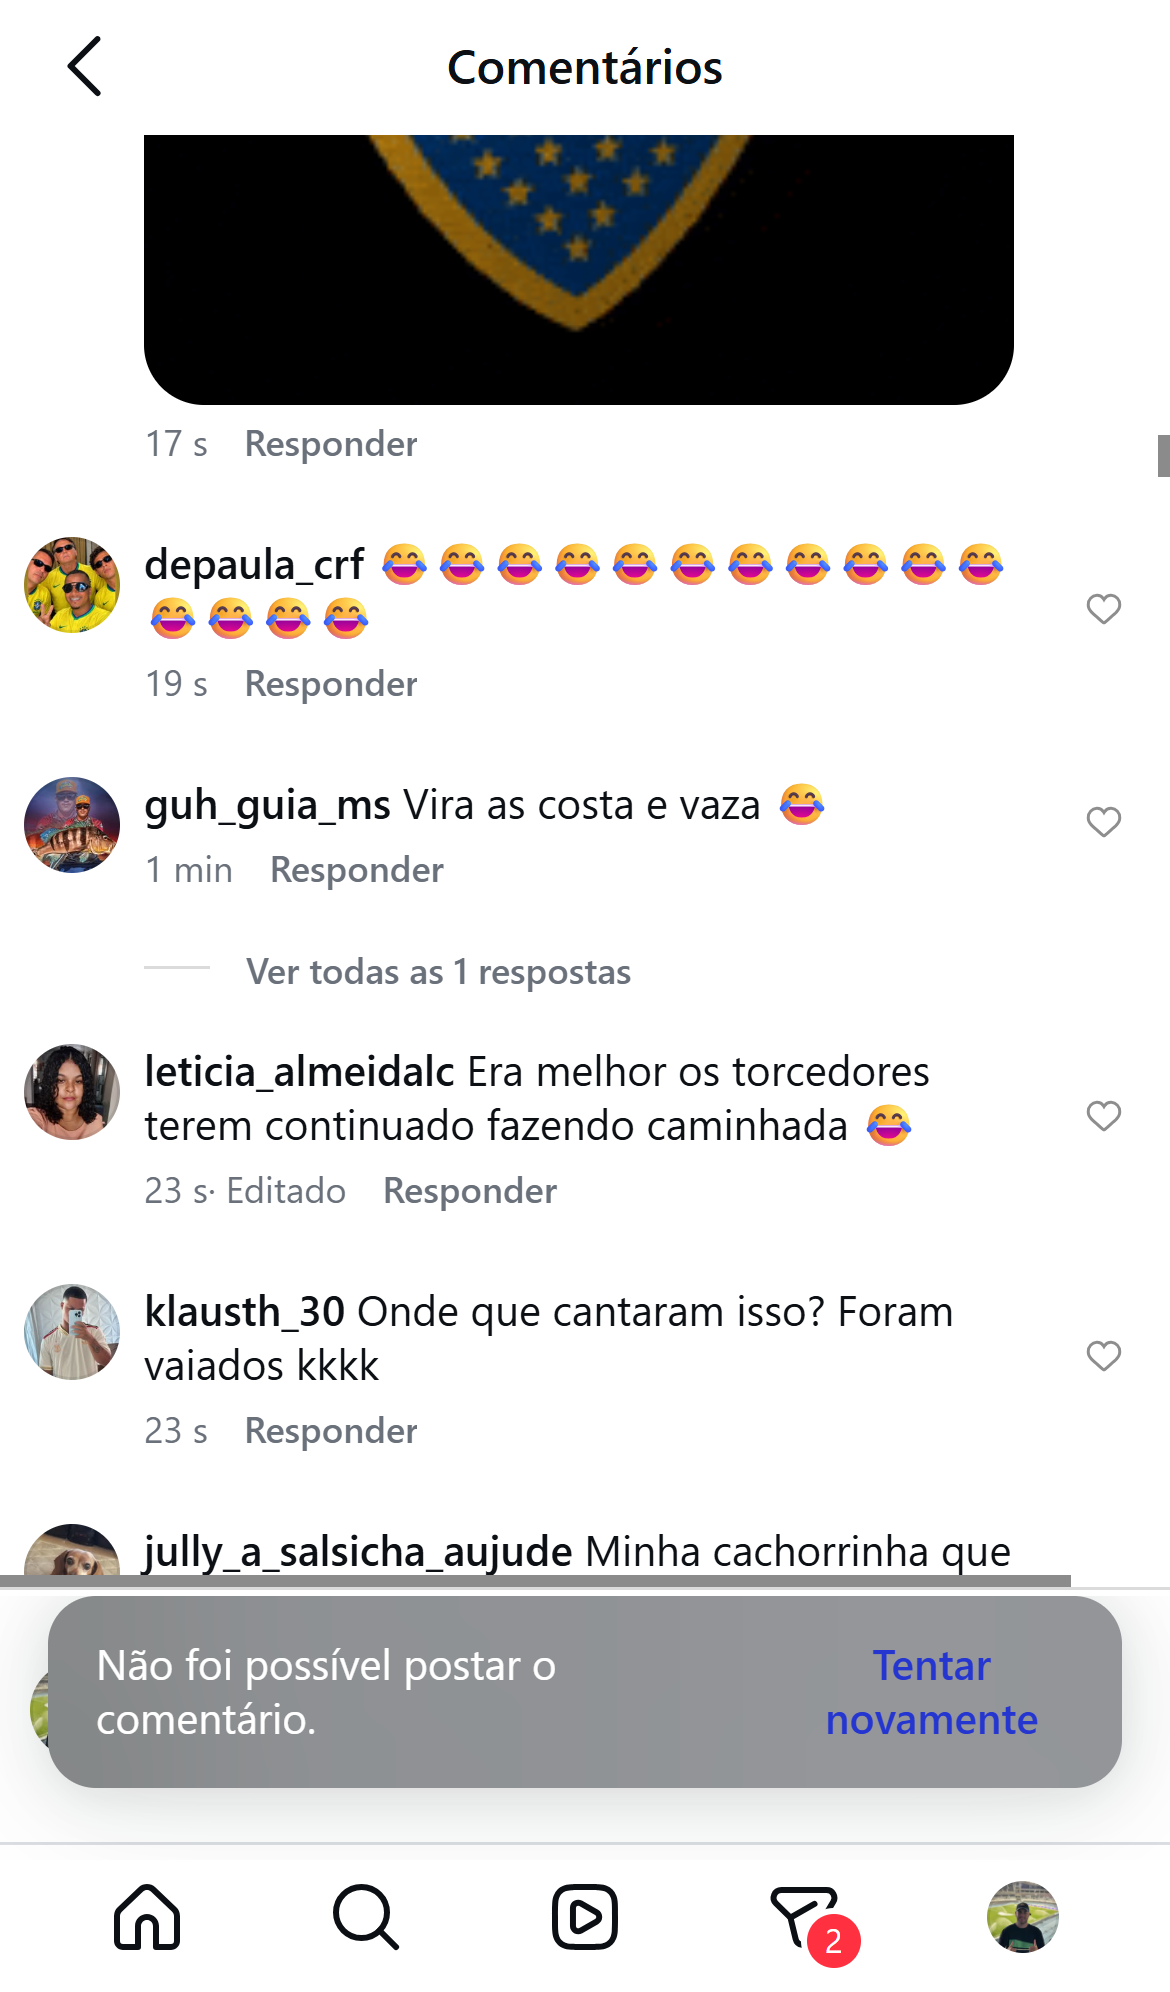 Comentários
17 s Responder
depaula_crf 😂😂😂😂😂😂😂😂😂😂😂
😂😂😂😂
19 s Responder
guh_guia_ms Vira as costa e vaza 😂
1 min Responder
Ver todas as 1 respostas
leticia_almeidalc Era melhor os torcedores
terem continuado fazendo caminhada 😂
23 s· Editado Responder
klausth_30 Onde que cantaram isso? Foram
vaiados kkkk
23 s Responder
jully_a_salsicha_aujude Minha cachorrinha que
Não foi possível postar o
comentário.
Tentar
novamente
2